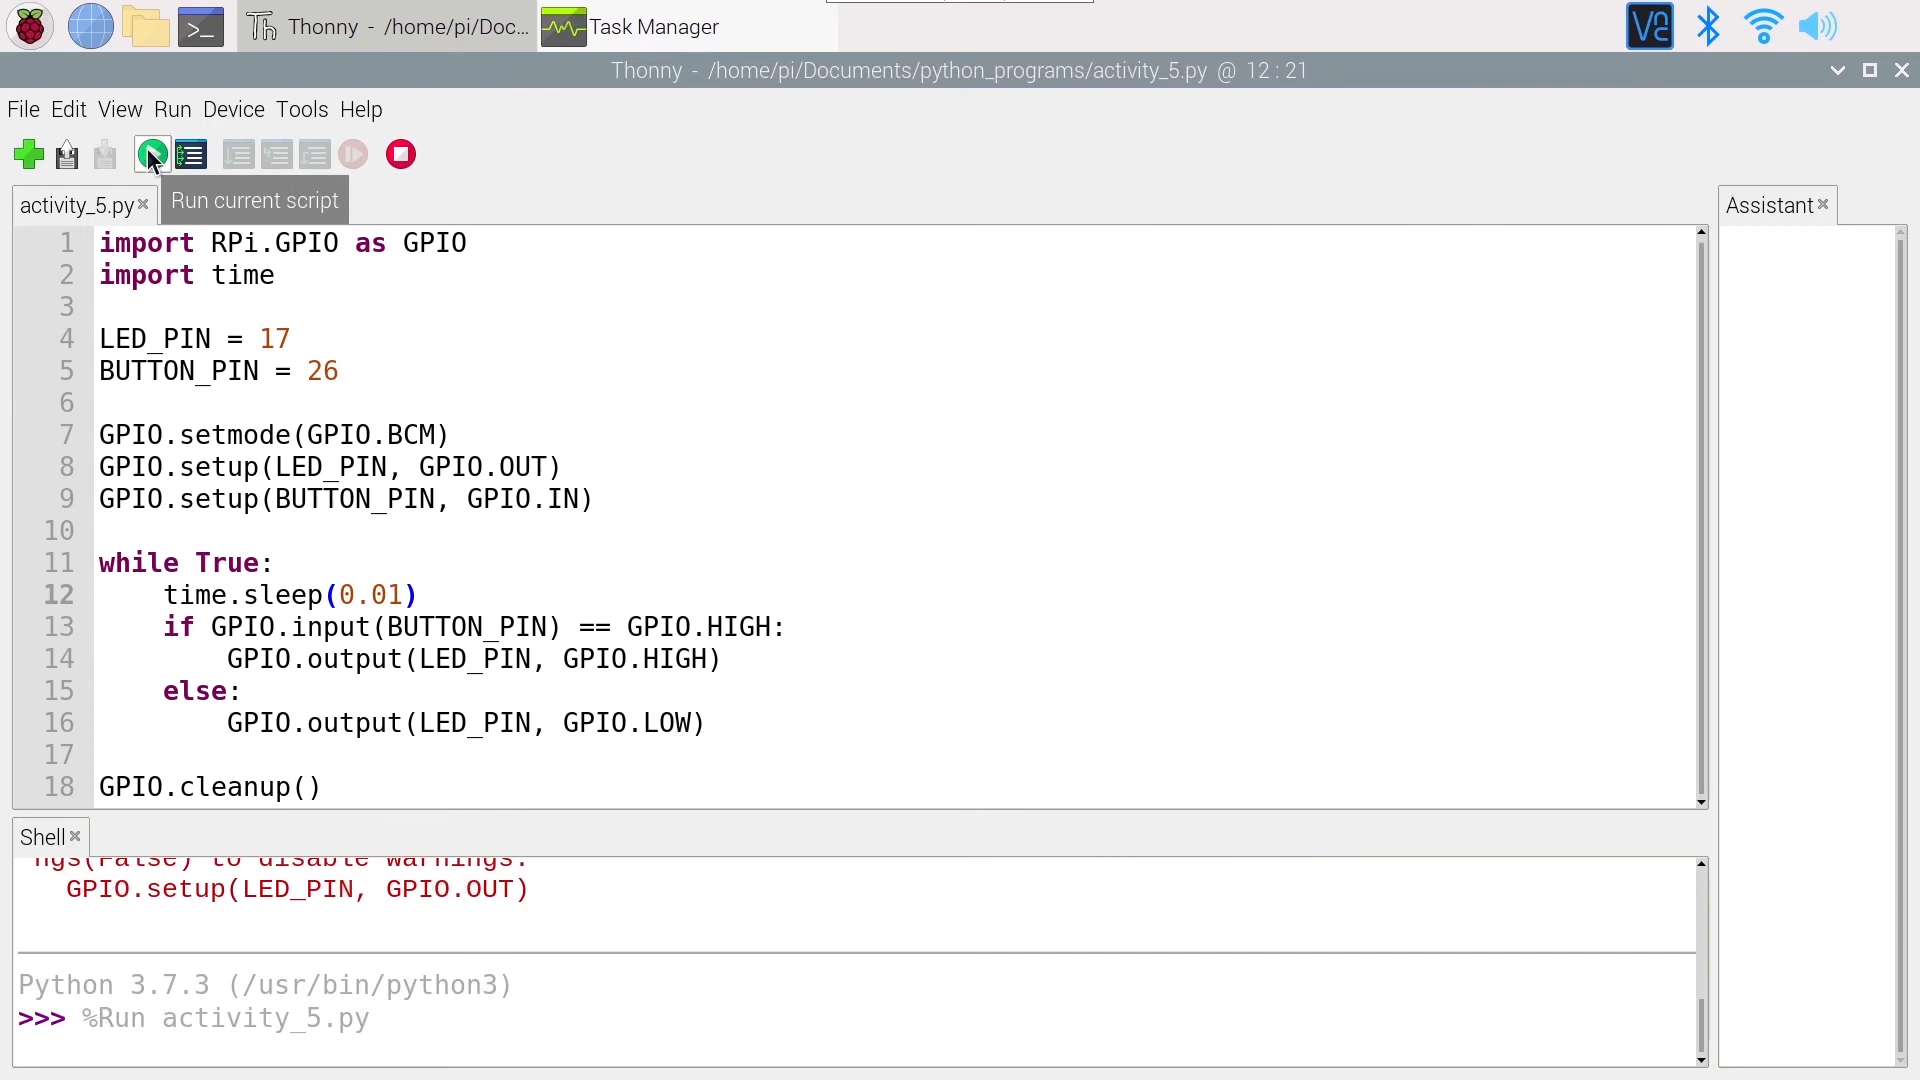 Thonny - /home/pi/Doc...
Task Manager
Thonny - /home/pi/Documents/python_programs/activity_5.py @ 12 : 21
File Edit View Run Device Tools Help
activity_5.py
Run current script
Assistant
1 import RPi.GPIO as GPIO
2 import time
3
4 LED_PIN = 17
5 BUTTON_PIN = 26
6
7 GPIO.setmode(GPIO.BCM)
8 GPIO.setup(LED_PIN, GPIO.OUT)
9 GPIO.setup(BUTTON_PIN, GPIO.IN)
10
11 while True:
12     time.sleep(0.01)
13     if GPIO.input(BUTTON_PIN) == GPIO.HIGH:
14         GPIO.output(LED_PIN, GPIO.HIGH)
15     else:
16         GPIO.output(LED_PIN, GPIO.LOW)
17
18 GPIO.cleanup()
Shell
ngs(False) to disable warnings.
GPIO.setup(LED_PIN, GPIO.OUT)
Python 3.7.3 (/usr/bin/python3)
>>> %Run activity_5.py